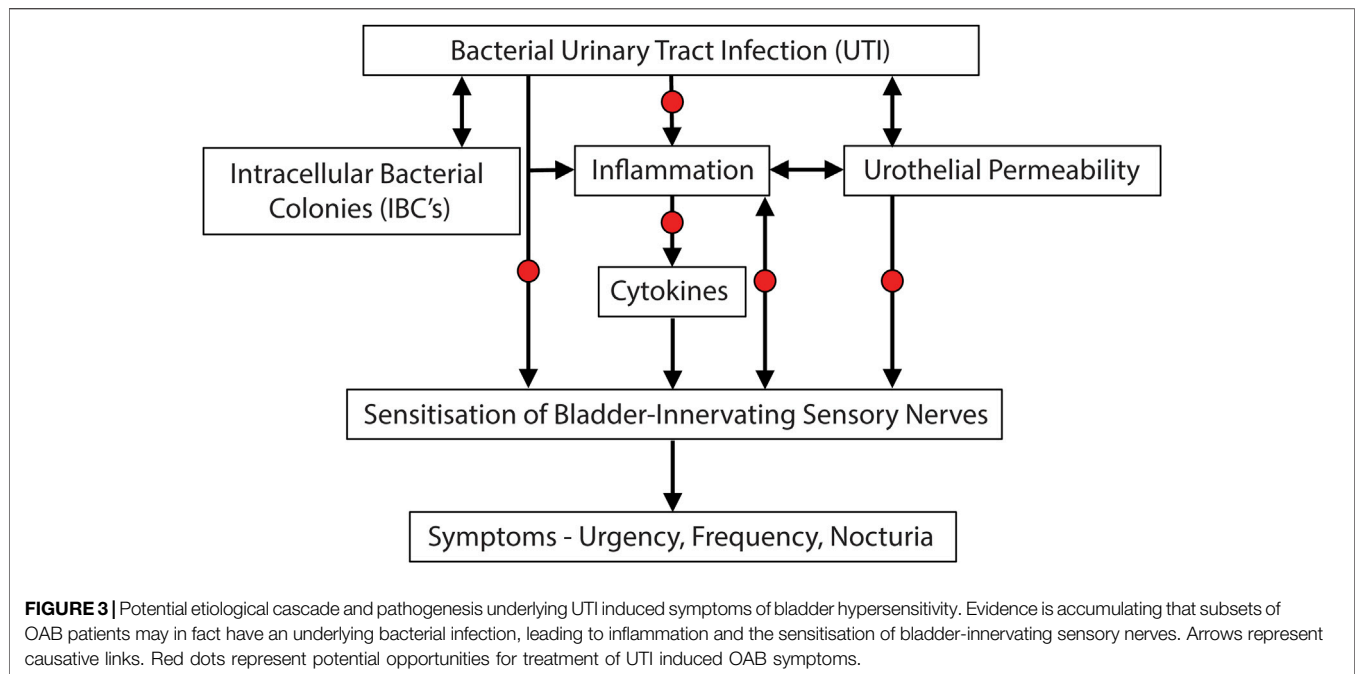 Bacterial Urinary Tract Infection (UTI)
Intracellular Bacterial
Colonies (IBC's)
Inflammation
Urothelial Permeability
Cytokines
Sensitisation of Bladder-Innervating Sensory Nerves
Symptoms - Urgency, Frequency, Nocturia
FIGURE 3 | Potential etiological cascade and pathogenesis underlying UTI induced symptoms of bladder hypersensitivity. Evidence is accumulating that subsets of
OAB patients may in fact have an underlying bacterial infection, leading to inflammation and the sensitisation of bladder-innervating sensory nerves. Arrows represent
causative links. Red dots represent potential opportunities for treatment of UTI induced OAB symptoms.